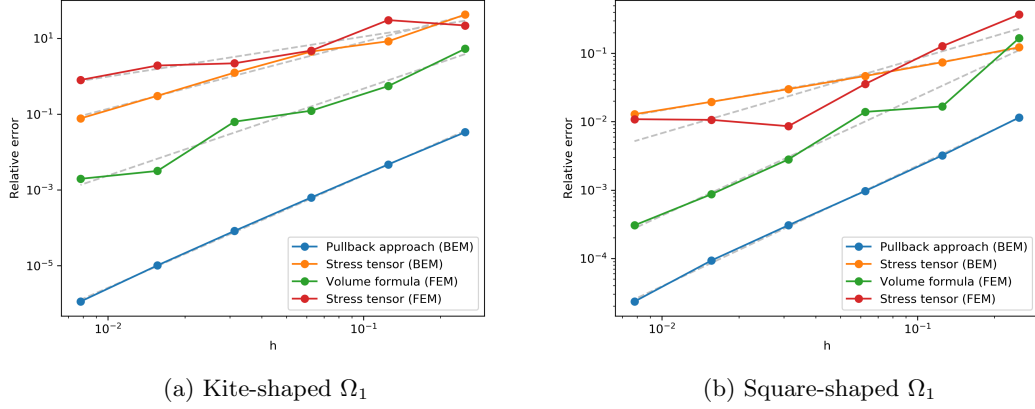 Relative error
10¹
10⁻¹
10⁻³
10⁻⁵
10⁻²
10⁻¹
h
Pullback approach (BEM)
Stress tensor (BEM)
Volume formula (FEM)
Stress tensor (FEM)
(a) Kite-shaped Ω₁
Relative error
10⁻¹
10⁻²
10⁻³
10⁻⁴
10⁻²
10⁻¹
h
Pullback approach (BEM)
Stress tensor (BEM)
Volume formula (FEM)
Stress tensor (FEM)
(b) Square-shaped Ω₁